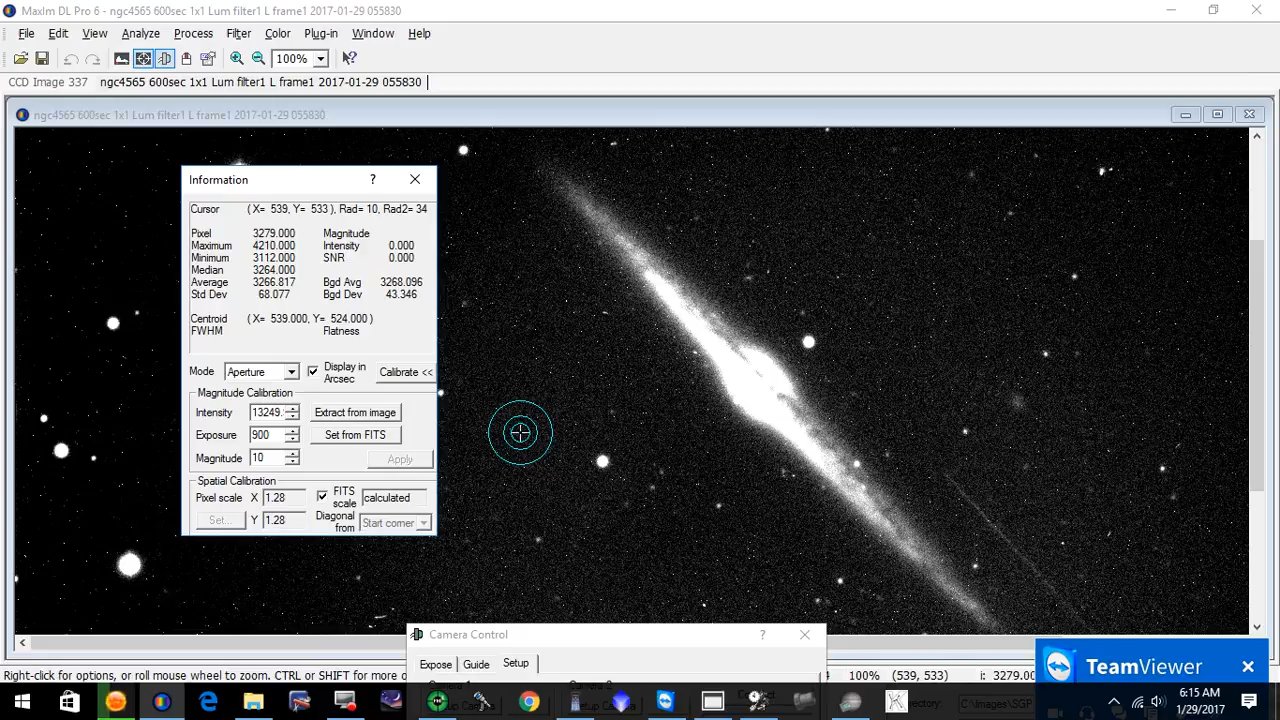 MaxIm DL Pro 6 - ngc4565 600sec 1x1 Lum filter1 L frame1 2017-01-29 055830
File Edit View Analyze Process Filter Color Plug-in Window Help
100%
CCD Image 337 ngc4565 600sec 1x1 Lum filter1 L frame1 2017-01-29 055830
ngc4565 600sec 1x1 Lum filter1 L frame1 2017-01-29 055830
Information ?
Cursor ( X= 539, Y= 533 ), Rad= 10, Rad2= 34
Pixel 3279.000 Magnitude
Maximum 4210.000 Intensity 0.000
Minimum 3112.000 SNR 0.000
Median 3264.000
Average 3266.817 Bgd Avg 3268.096
Std Dev 68.077 Bgd Dev 43.346
Centroid ( X= 539.000, Y= 524.000 )
FWHM Flatness
Mode Aperture Display in Arcsec Calibrate <<
Magnitude Calibration
Intensity 13249. Extract from image
Exposure 900 Set from FITS
Magnitude 10 Apply
Spatial Calibration
Pixel scale X 1.28 FITS scale calculated
Set... Y 1.28 Diagonal from Start corner
Camera Control ?
Expose Guide Setup
Right-click for options, or roll mouse wheel to zoom. CTRL or SHIFT for more o 4 100% (539, 533) i: 3279.0
TeamViewer
6:15 AM
1/29/2017